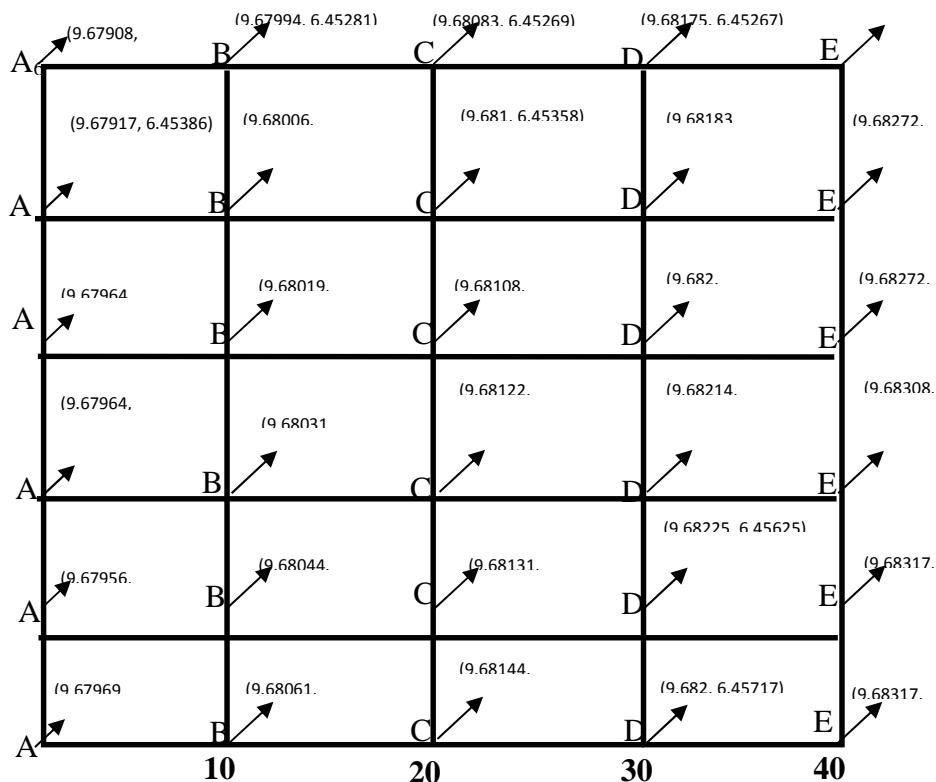 (9.67908, (9.67994, 6.45281) (9.68083, 6.45269) (9.68175, 6.45267)
A6 B C D E
(9.67917, 6.45386) (9.68006, (9.681, 6.45358) (9.68183 (9.68272,
A B C D E
(9.67964 (9.68019, (9.68108, (9.682, (9.68272,
A B C D E
(9.67964, (9.68031 (9.68122, (9.68214, (9.68308,
A B C D E
(9.68225, 6.45625)
(9.67956, (9.68044, (9.68131, (9.68317,
A B C D E
(9.67969 (9.68061, (9.68144, (9.682, 6.45717) (9.68317,
A B C D E
10 20 30 40